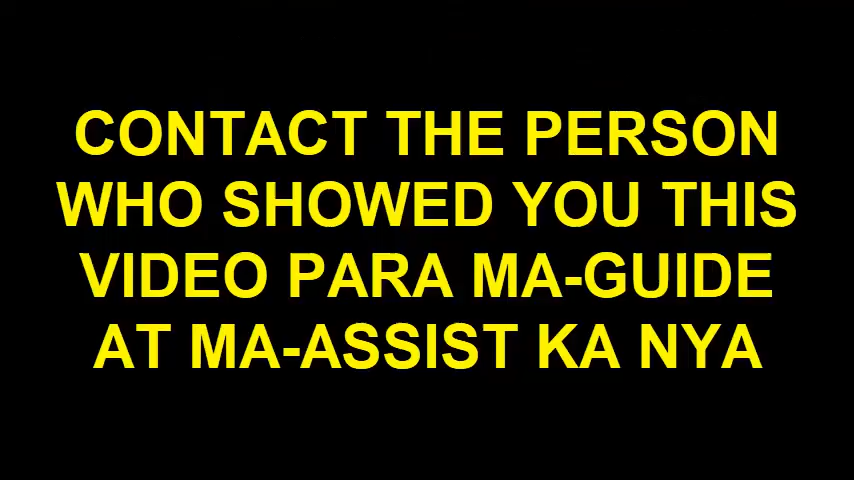 CONTACT THE PERSON
WHO SHOWED YOU THIS
VIDEO PARA MA-GUIDE
AT MA-ASSIST KA NYA